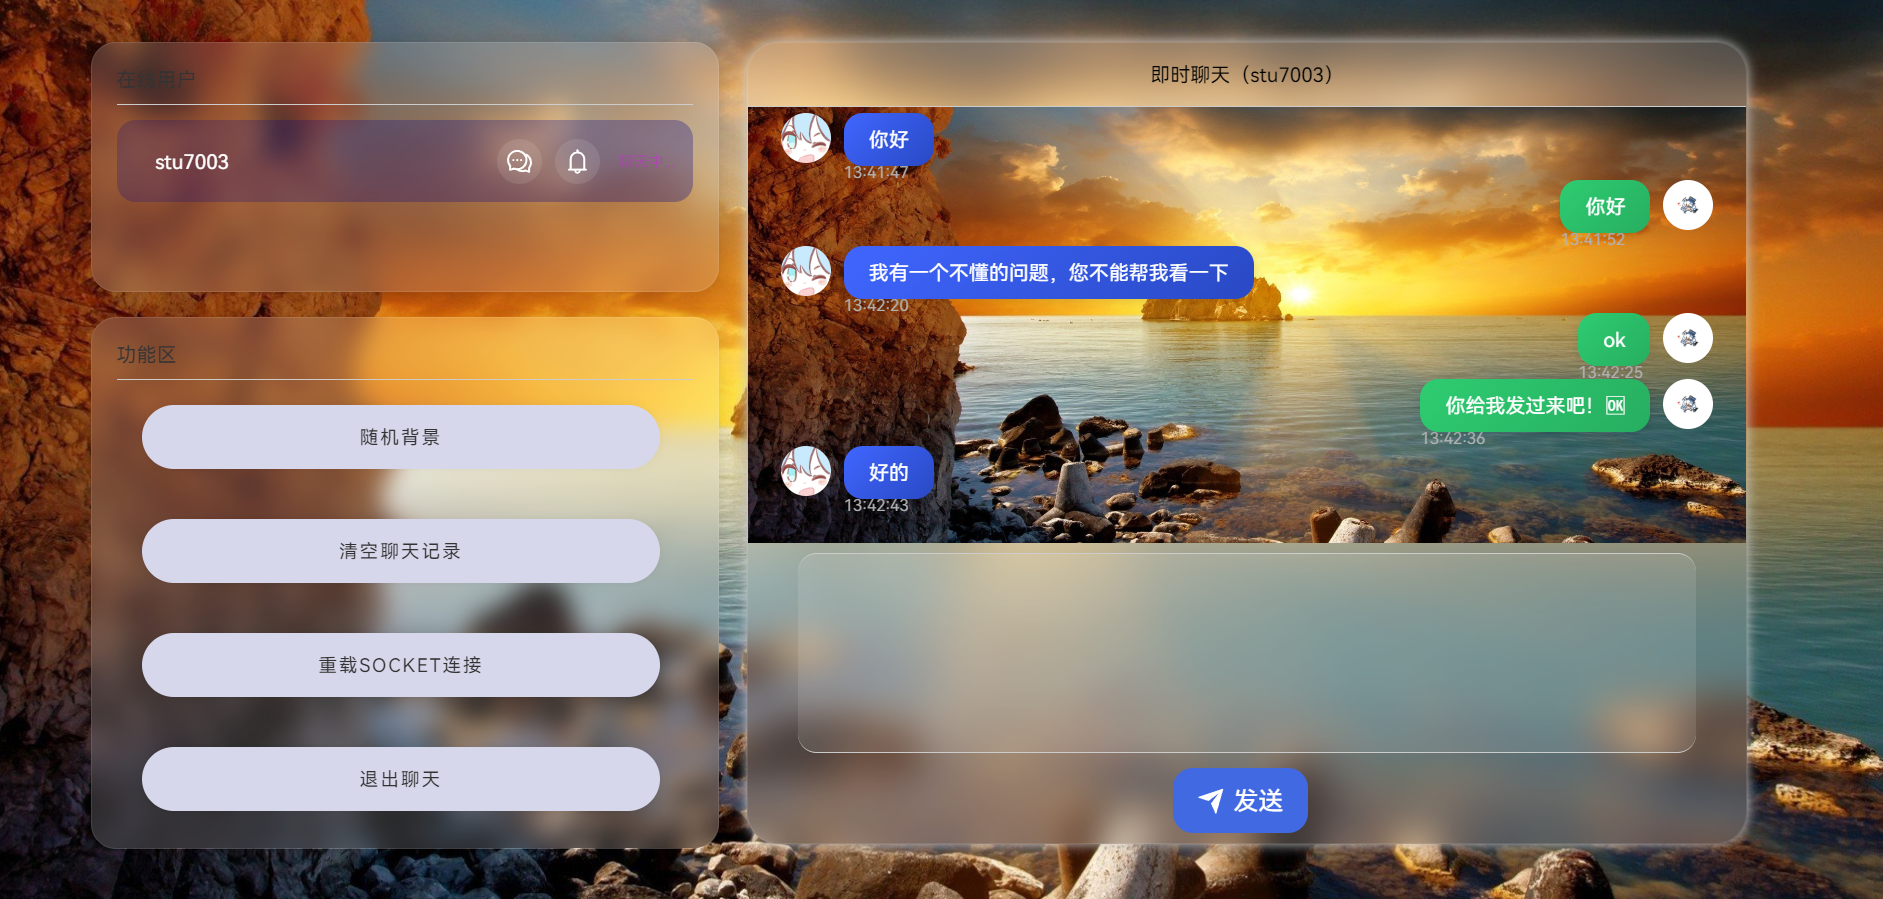 在线用户
stu7003
功能区
随机背景
清空聊天记录
重载SOCKET连接
退出聊天
即时聊天（stu7003）
你好
13:41:47
你好
13:41:52
我有一个不懂的问题，您不能帮我看一下
13:42:20
ok
13:42:25
你给我发过来吧！🆗
13:42:36
好的
13:42:43
发送